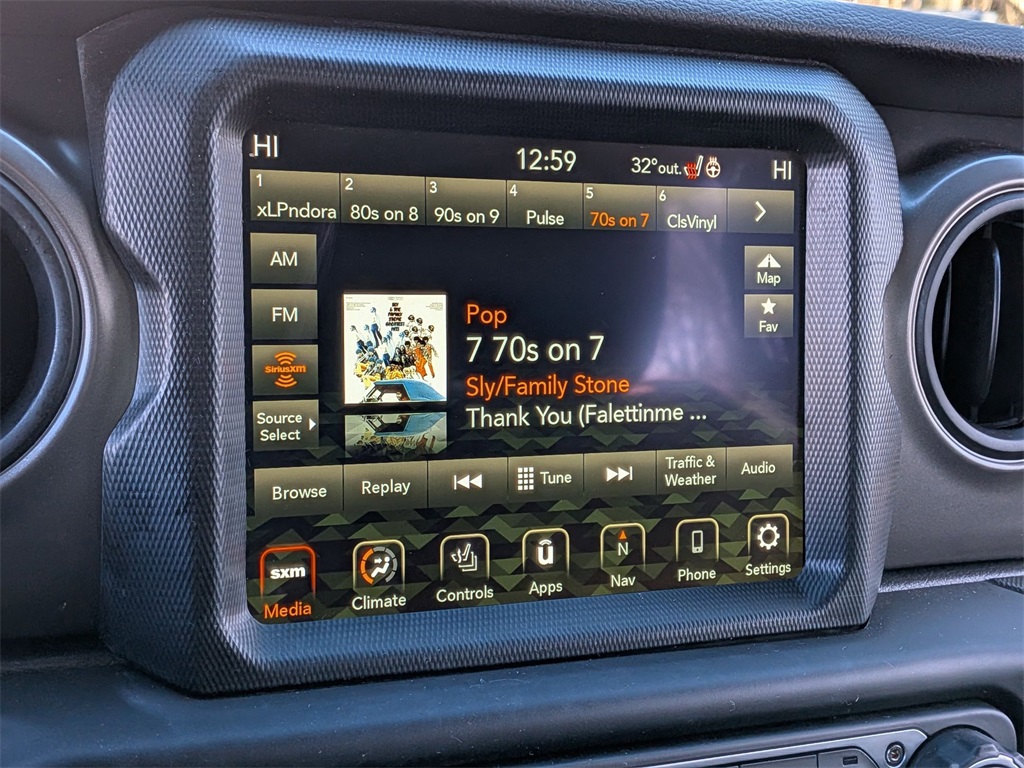 HI 12:59 32°out. HI
1 2 3 4 5 6
xLPndora 80s on 8 90s on 9 Pulse 70s on 7 ClsVinyl
AM
Map
FM
Fav
SiriusXM
Source
Select
Pop
7 70s on 7
Sly/Family Stone
Thank You (Falettinme ...
Browse Replay Tune Traffic & Weather Audio
sxm
Media Climate Controls Apps Nav Phone Settings
ū
N